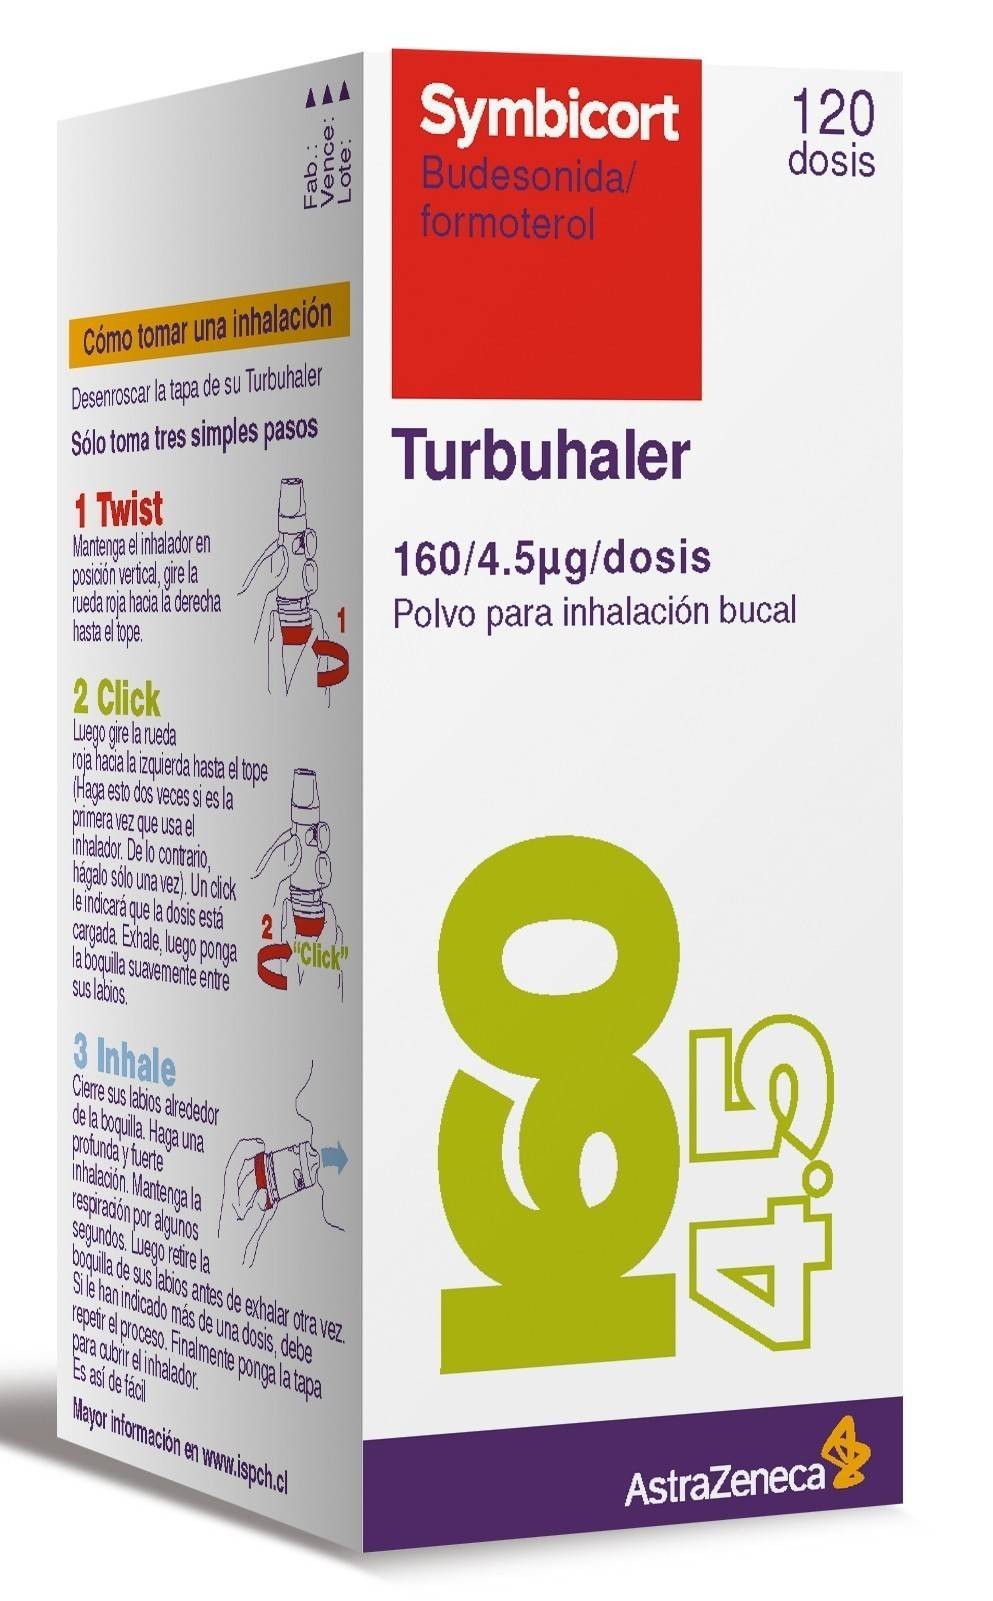 Fab.:
Vence:
Lote:
Cómo tomar una inhalación
Desenroscar la tapa de su Turbuhaler
Sólo toma tres simples pasos
1 Twist
Mantenga el inhalador en
posición vertical, gire la
rueda roja hacia la derecha
hasta el tope.
1
2 Click
Luego gire la rueda
roja hacia la izquierda hasta el tope
(Haga esto dos veces si es la
primera vez que usa el
inhalador. De lo contrario,
hágalo sólo una vez). Un click
le indicará que la dosis está
cargada. Exhale, luego ponga
la boquilla suavemente entre
sus labios.
2
"Click"
3 Inhale
Cierre sus labios alrededor
de la boquilla. Haga una
profunda y fuerte
inhalación. Mantenga la
respiración por algunos
segundos. Luego retire la
boquilla de sus labios antes de exhalar otra vez.
Si le han indicado más de una dosis, debe
repetir el proceso. Finalmente ponga la tapa
para cubrir el inhalador.
Es así de fácil
Mayor información en www.ispch.cl
Symbicort
Budesonida/
formoterol
120
dosis
Turbuhaler
160/4.5µg/dosis
Polvo para inhalación bucal
160
4.5
AstraZeneca